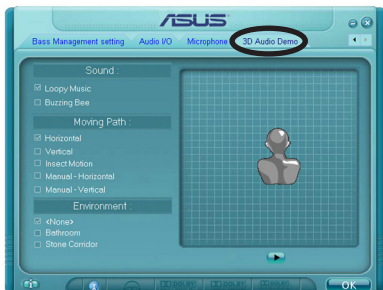 ASUS
Bass Management setting Audio I/O Microphone 3D Audio Demo
Sound :
Loopy Music
Buzzing Bee
Moving Path :
Horizontal
Vertical
Insect Motion
Manual - Horizontal
Manual - Vertical
Environment :
<None>
Bathroom
Stone Corridor
OK